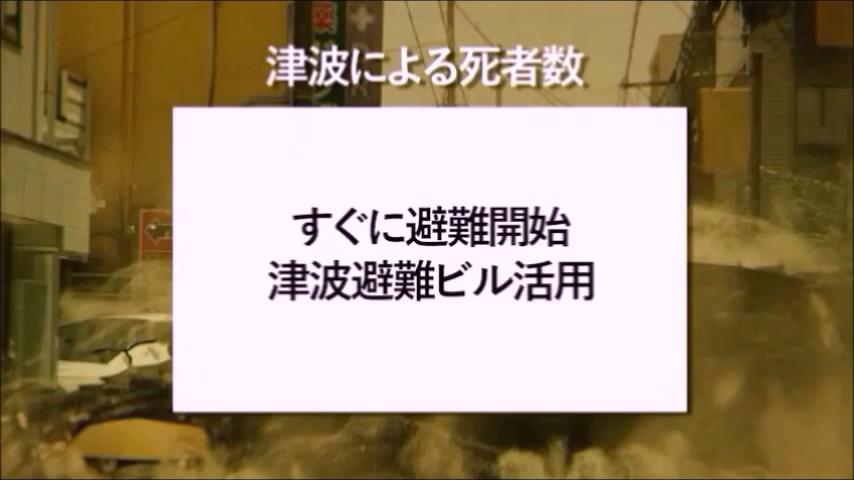 津波による死者数
すぐに避難開始
津波避難ビル活用